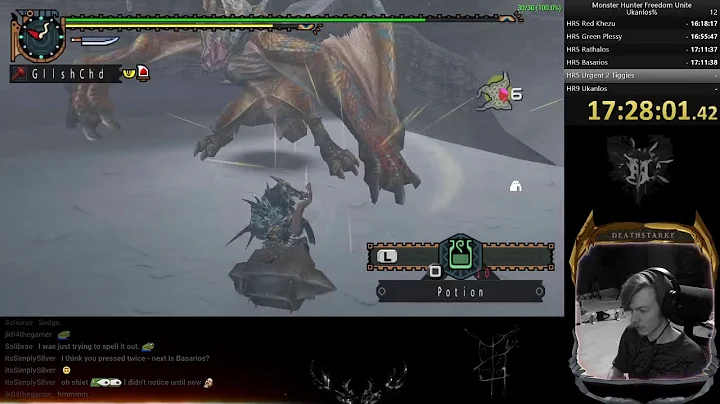 30/30 (100.0%)
Monster Hunter Freedom Unite
Ukanlos%
12
HR5 Red Khezu - 16:18:17
HR5 Green Plessy - 16:55:47
HR5 Rathalos - 17:11:37
HR5 Basarios - 17:11:38
HR5 Urgent 2 Tiggies -
HR9 Ukanlos -
17:28:01.42
GllshChd
6
L
10
Potion
DEATHSTARKE
Solibrae Sadge
jk04thegamer
Solibrae I was just trying to spell it out.
ItsSimplySilver I think you pressed twice - next is Basarios?
ItsSimplySilver
ItsSimplySilver oh shiet I didn't notice until now
jk04thegamer hmmmm